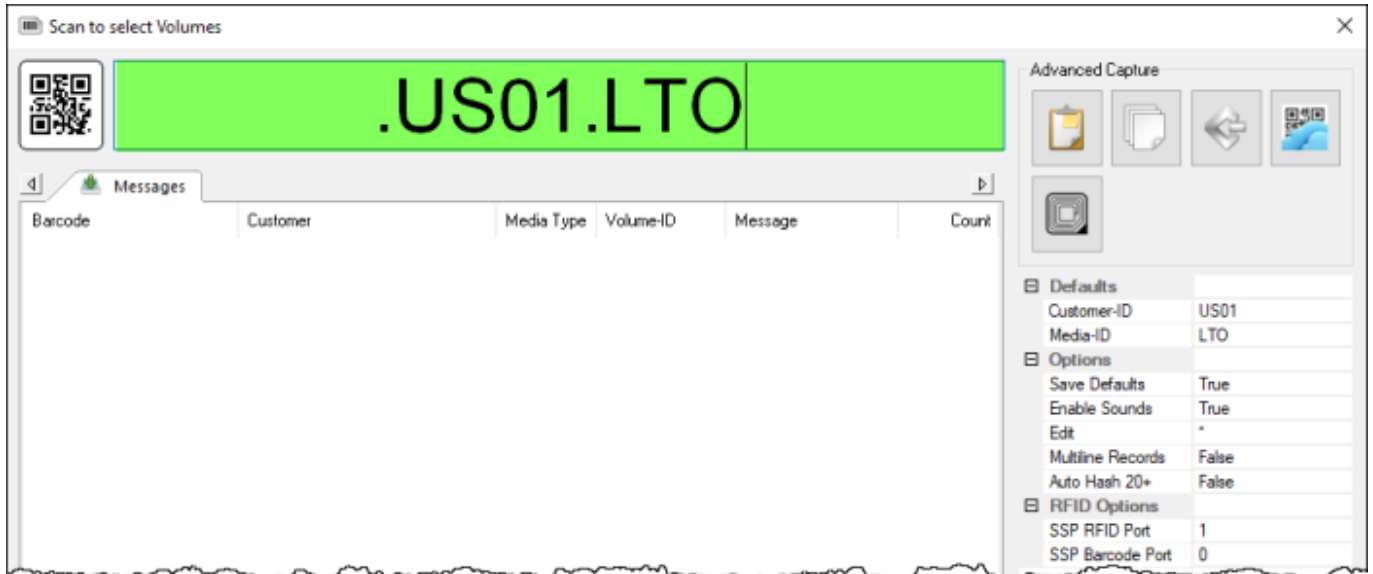 Scan to select Volumes
.US01.LTO
Advanced Capture
Messages
Barcode Customer Media Type Volume-ID Message Count
Defaults
Customer-ID US01
Media-ID LTO
Options
Save Defaults True
Enable Sounds True
Edit *
Multiline Records False
Auto Hash 20+ False
RFID Options
SSP RFID Port 1
SSP Barcode Port 0